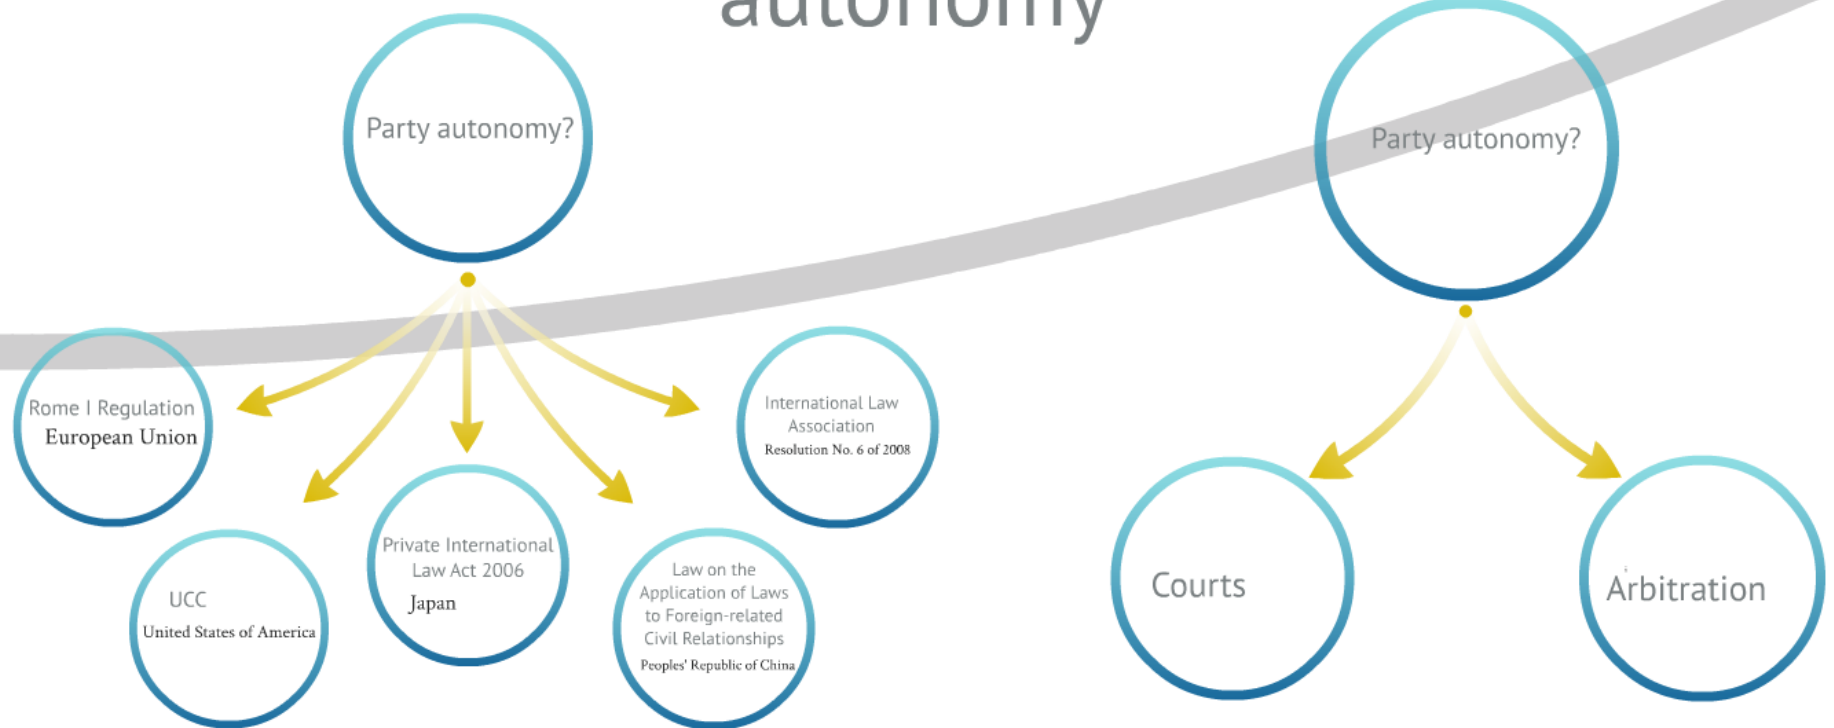 autonomy
Party autonomy?
Rome I Regulation
European Union
UCC
United States of America
Private International
Law Act 2006
Japan
Law on the
Application of Laws
to Foreign-related
Civil Relationships
Peoples' Republic of China
International Law
Association
Resolution No. 6 of 2008
Party autonomy?
Courts
Arbitration